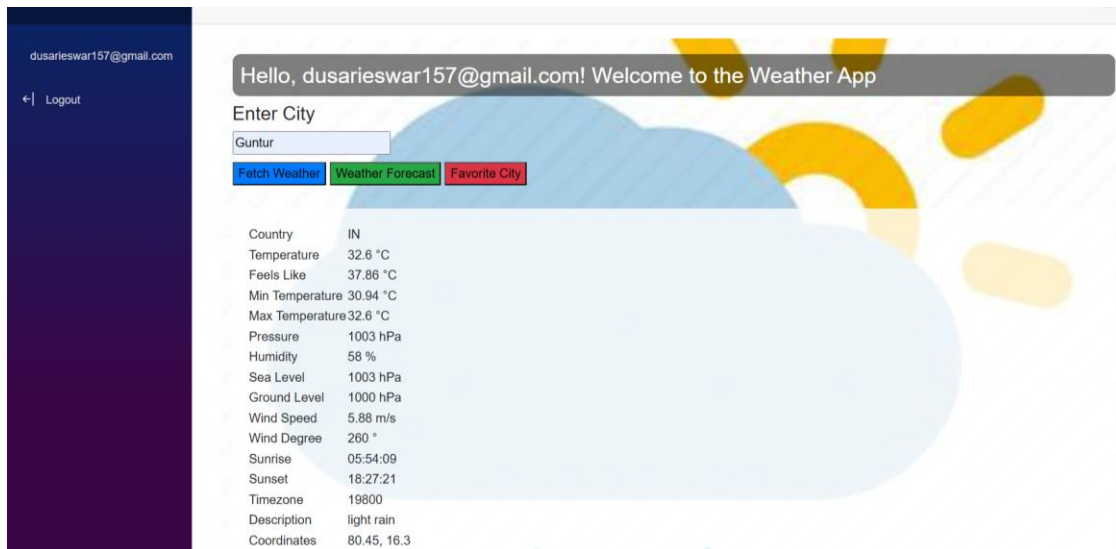 dusarieswar157@gmail.com
Logout
Hello, dusarieswar157@gmail.com! Welcome to the Weather App
Enter City
Guntur
Fetch Weather Weather Forecast Favorite City
Country IN
Temperature 32.6 °C
Feels Like 37.86 °C
Min Temperature 30.94 °C
Max Temperature 32.6 °C
Pressure 1003 hPa
Humidity 58 %
Sea Level 1003 hPa
Ground Level 1000 hPa
Wind Speed 5.88 m/s
Wind Degree 260 °
Sunrise 05:54:09
Sunset 18:27:21
Timezone 19800
Description light rain
Coordinates 80.45, 16.3